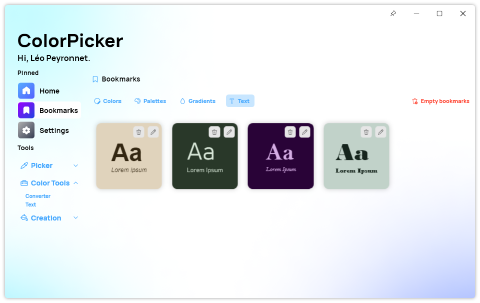 ColorPicker
Hi, Léo Peyronnet.
Pinned
Home
Bookmarks
Settings
Tools
Picker
Color Tools
Converter
Text
Creation
Bookmarks
Colors
Palettes
Gradients
Text
Empty bookmarks
Aa
Lorem Ipsum
Aa
Lorem Ipsum
Aa
Lorem Ipsum
Aa
Lorem Ipsum